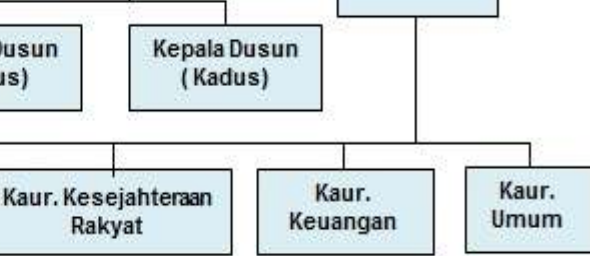 Dusun
us)
Kepala Dusun
( Kadus)
Kaur. Kesejahteraan
Rakyat
Kaur.
Keuangan
Kaur.
Umum